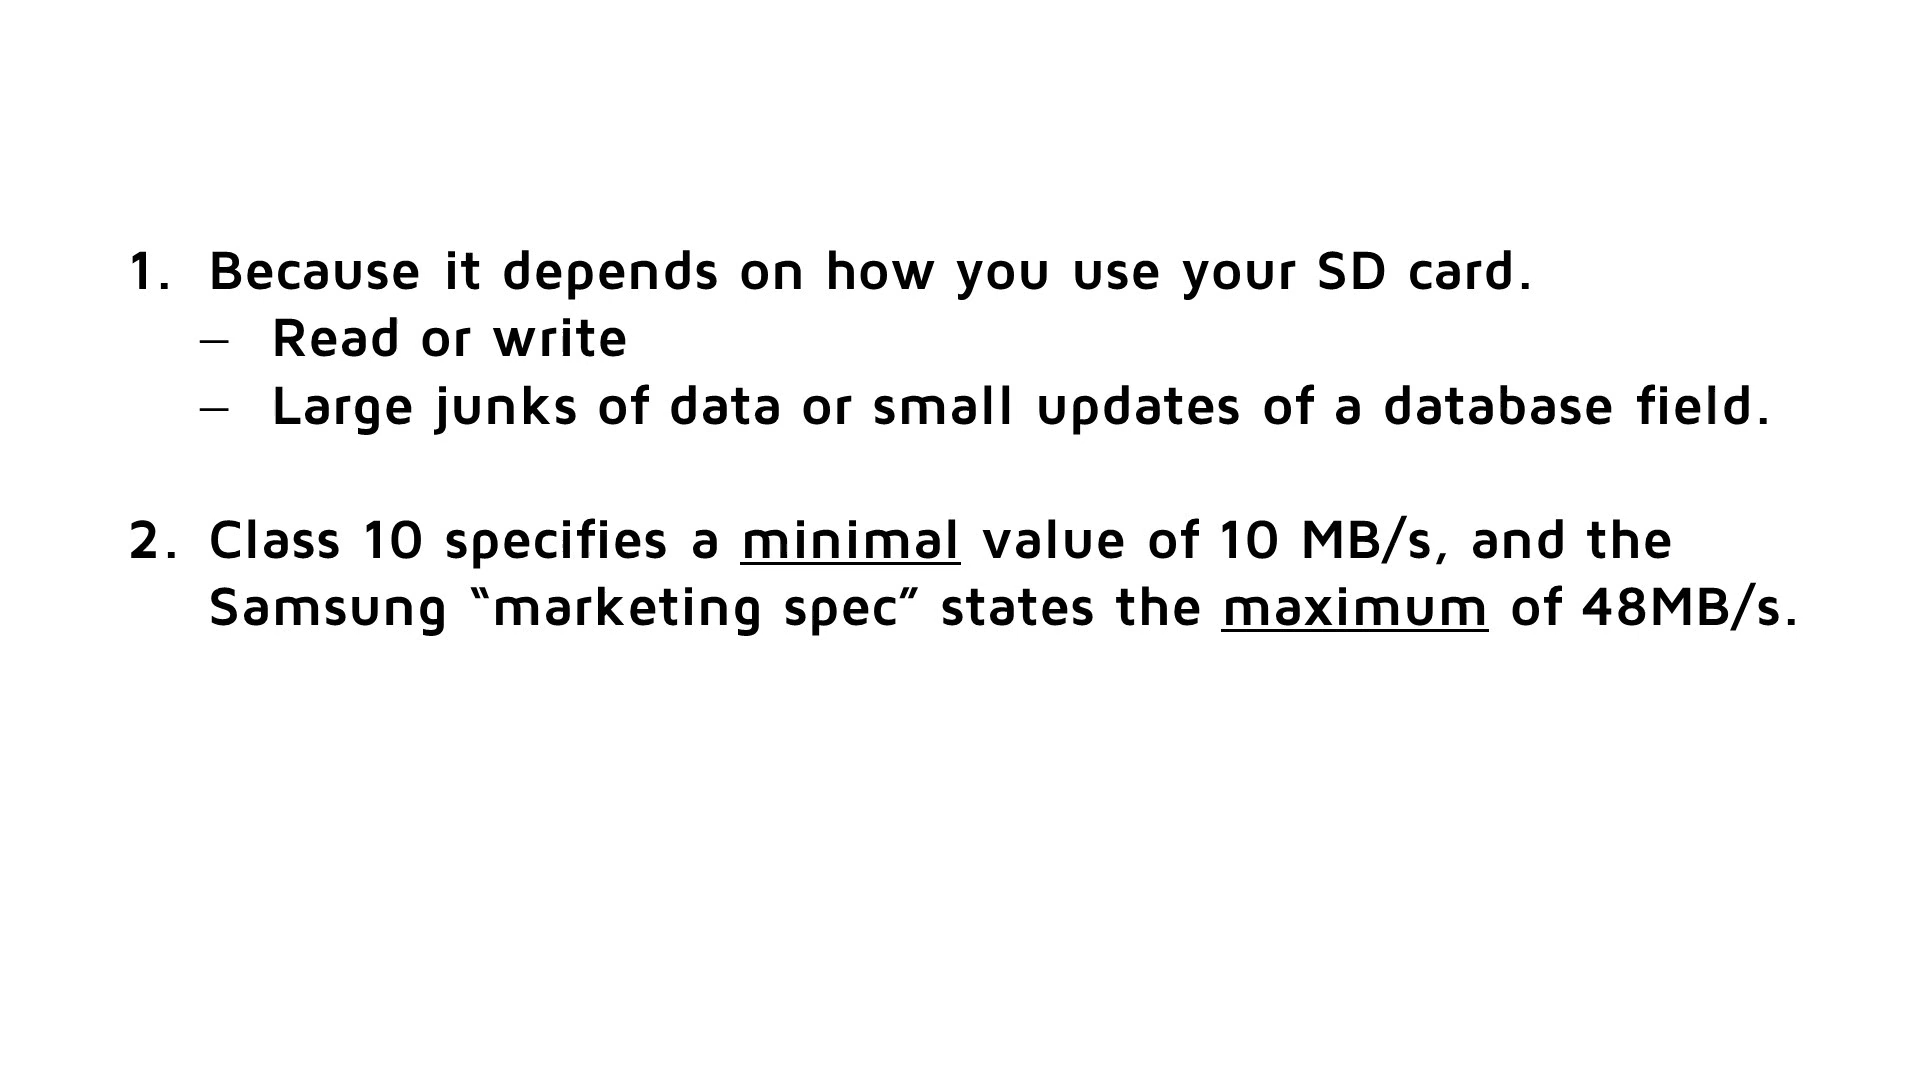 1. Because it depends on how you use your SD card.
– Read or write
– Large junks of data or small updates of a database field.
2. Class 10 specifies a minimal value of 10 MB/s, and the
Samsung “marketing spec” states the maximum of 48MB/s.